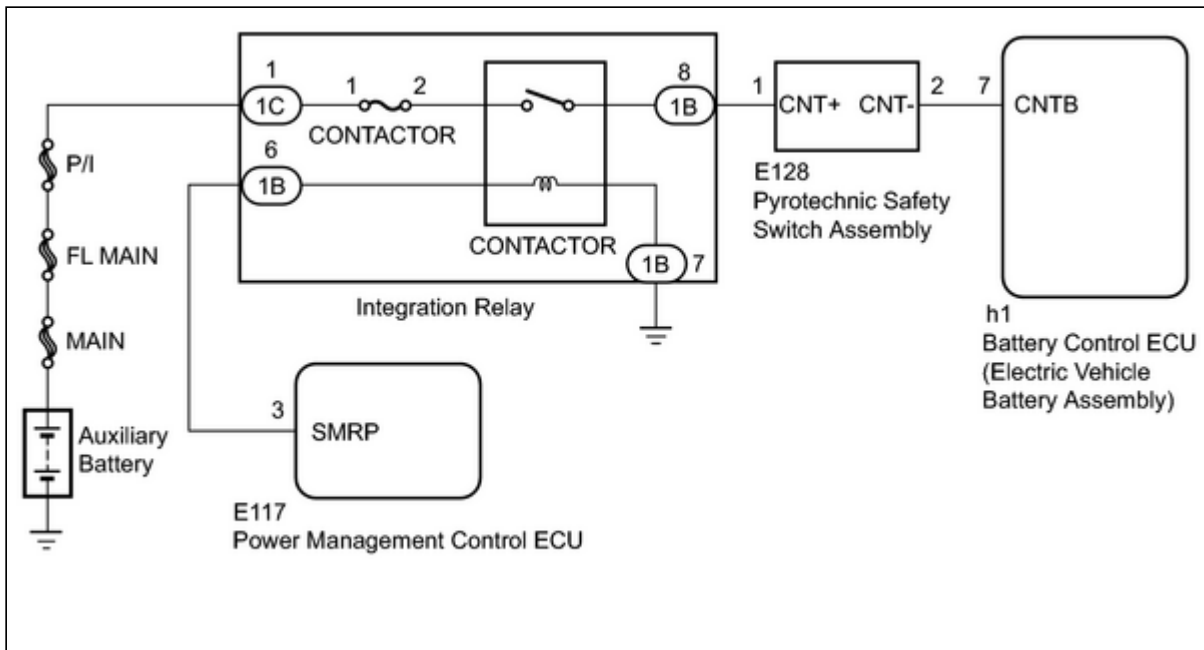 1
1C
1
2
CONTACTOR
8
1B
1
CNT+
CNT-
2
7
CNTB
P/I
6
1B
E128
Pyrotechnic Safety
Switch Assembly
FL MAIN
CONTACTOR
1B
7
Integration Relay
h1
Battery Control ECU
(Electric Vehicle
Battery Assembly)
MAIN
3
SMRP
Auxiliary
Battery
E117
Power Management Control ECU